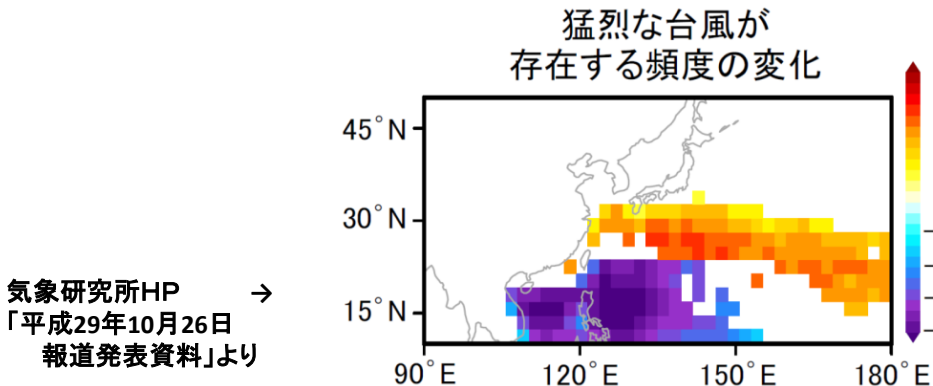 猛烈な台風が
存在する頻度の変化
45°N
30°N
15°N
90°E 120°E 150°E 180°E
気象研究所HP →
「平成29年10月26日
報道発表資料」より